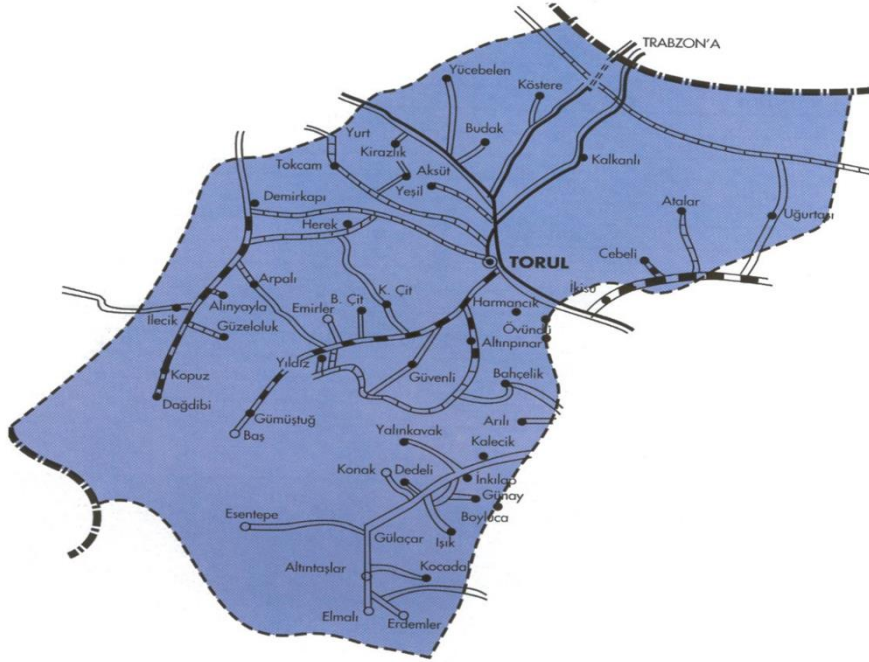 TRABZON'A
Yücebelen
Köstere
Yurt
Budak
Kirazlık
Tokcam
Aksüt
Kalkanlı
Yeşil
Demirkapı
Atalar
Uğurtaşı
Herek
Cebeli
TORUL
Arpalı
İkisu
Alınyayla
Emirler
B. Çit
K. Çit
Harmancık
İlecik
Güzeloluk
Övündü
Altınpınar
Yıldız
Kopuz
Güvenli
Bahçelik
Dağdibi
Gümüştuğ
Baş
Arılı
Yalınkavak
Kalecik
Konak
Dedeli
İnkılap
Günay
Esentepe
Boyluca
Gülaçar
Işık
Altıntaşlar
Kocadal
Elmalı
Erdemler